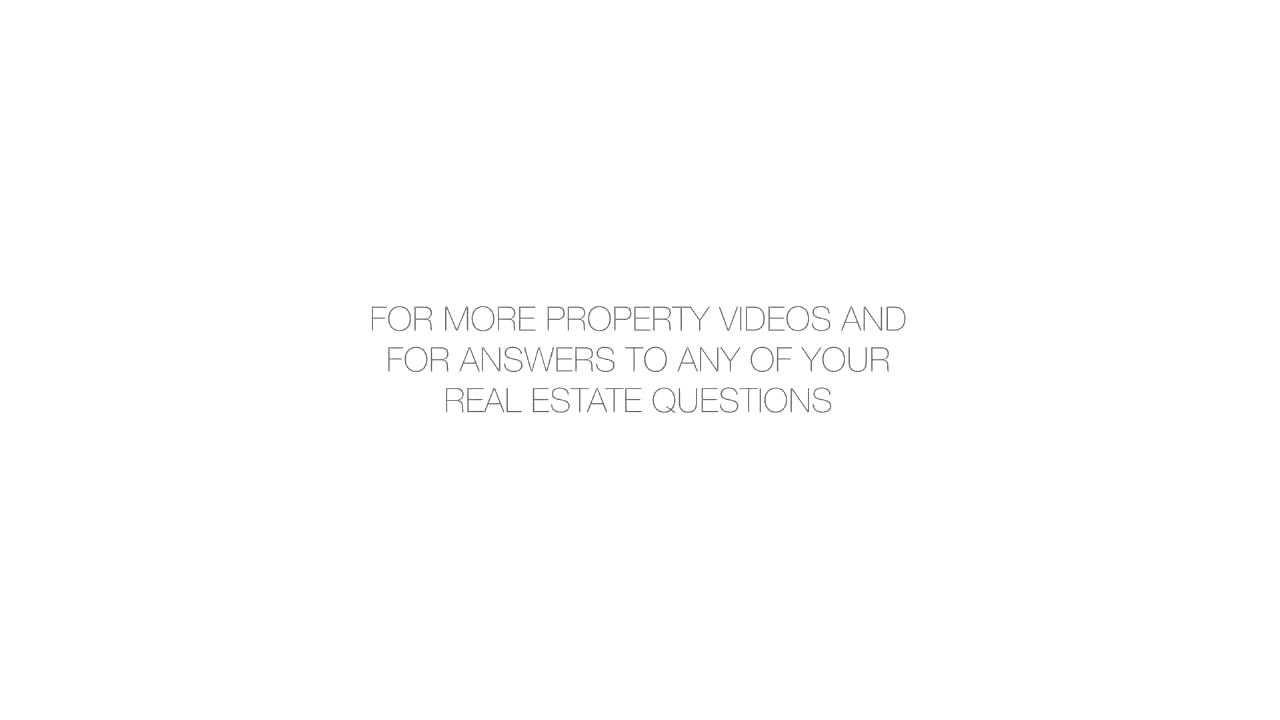 FOR MORE PROPERTY VIDEOS AND
FOR ANSWERS TO ANY OF YOUR
REAL ESTATE QUESTIONS